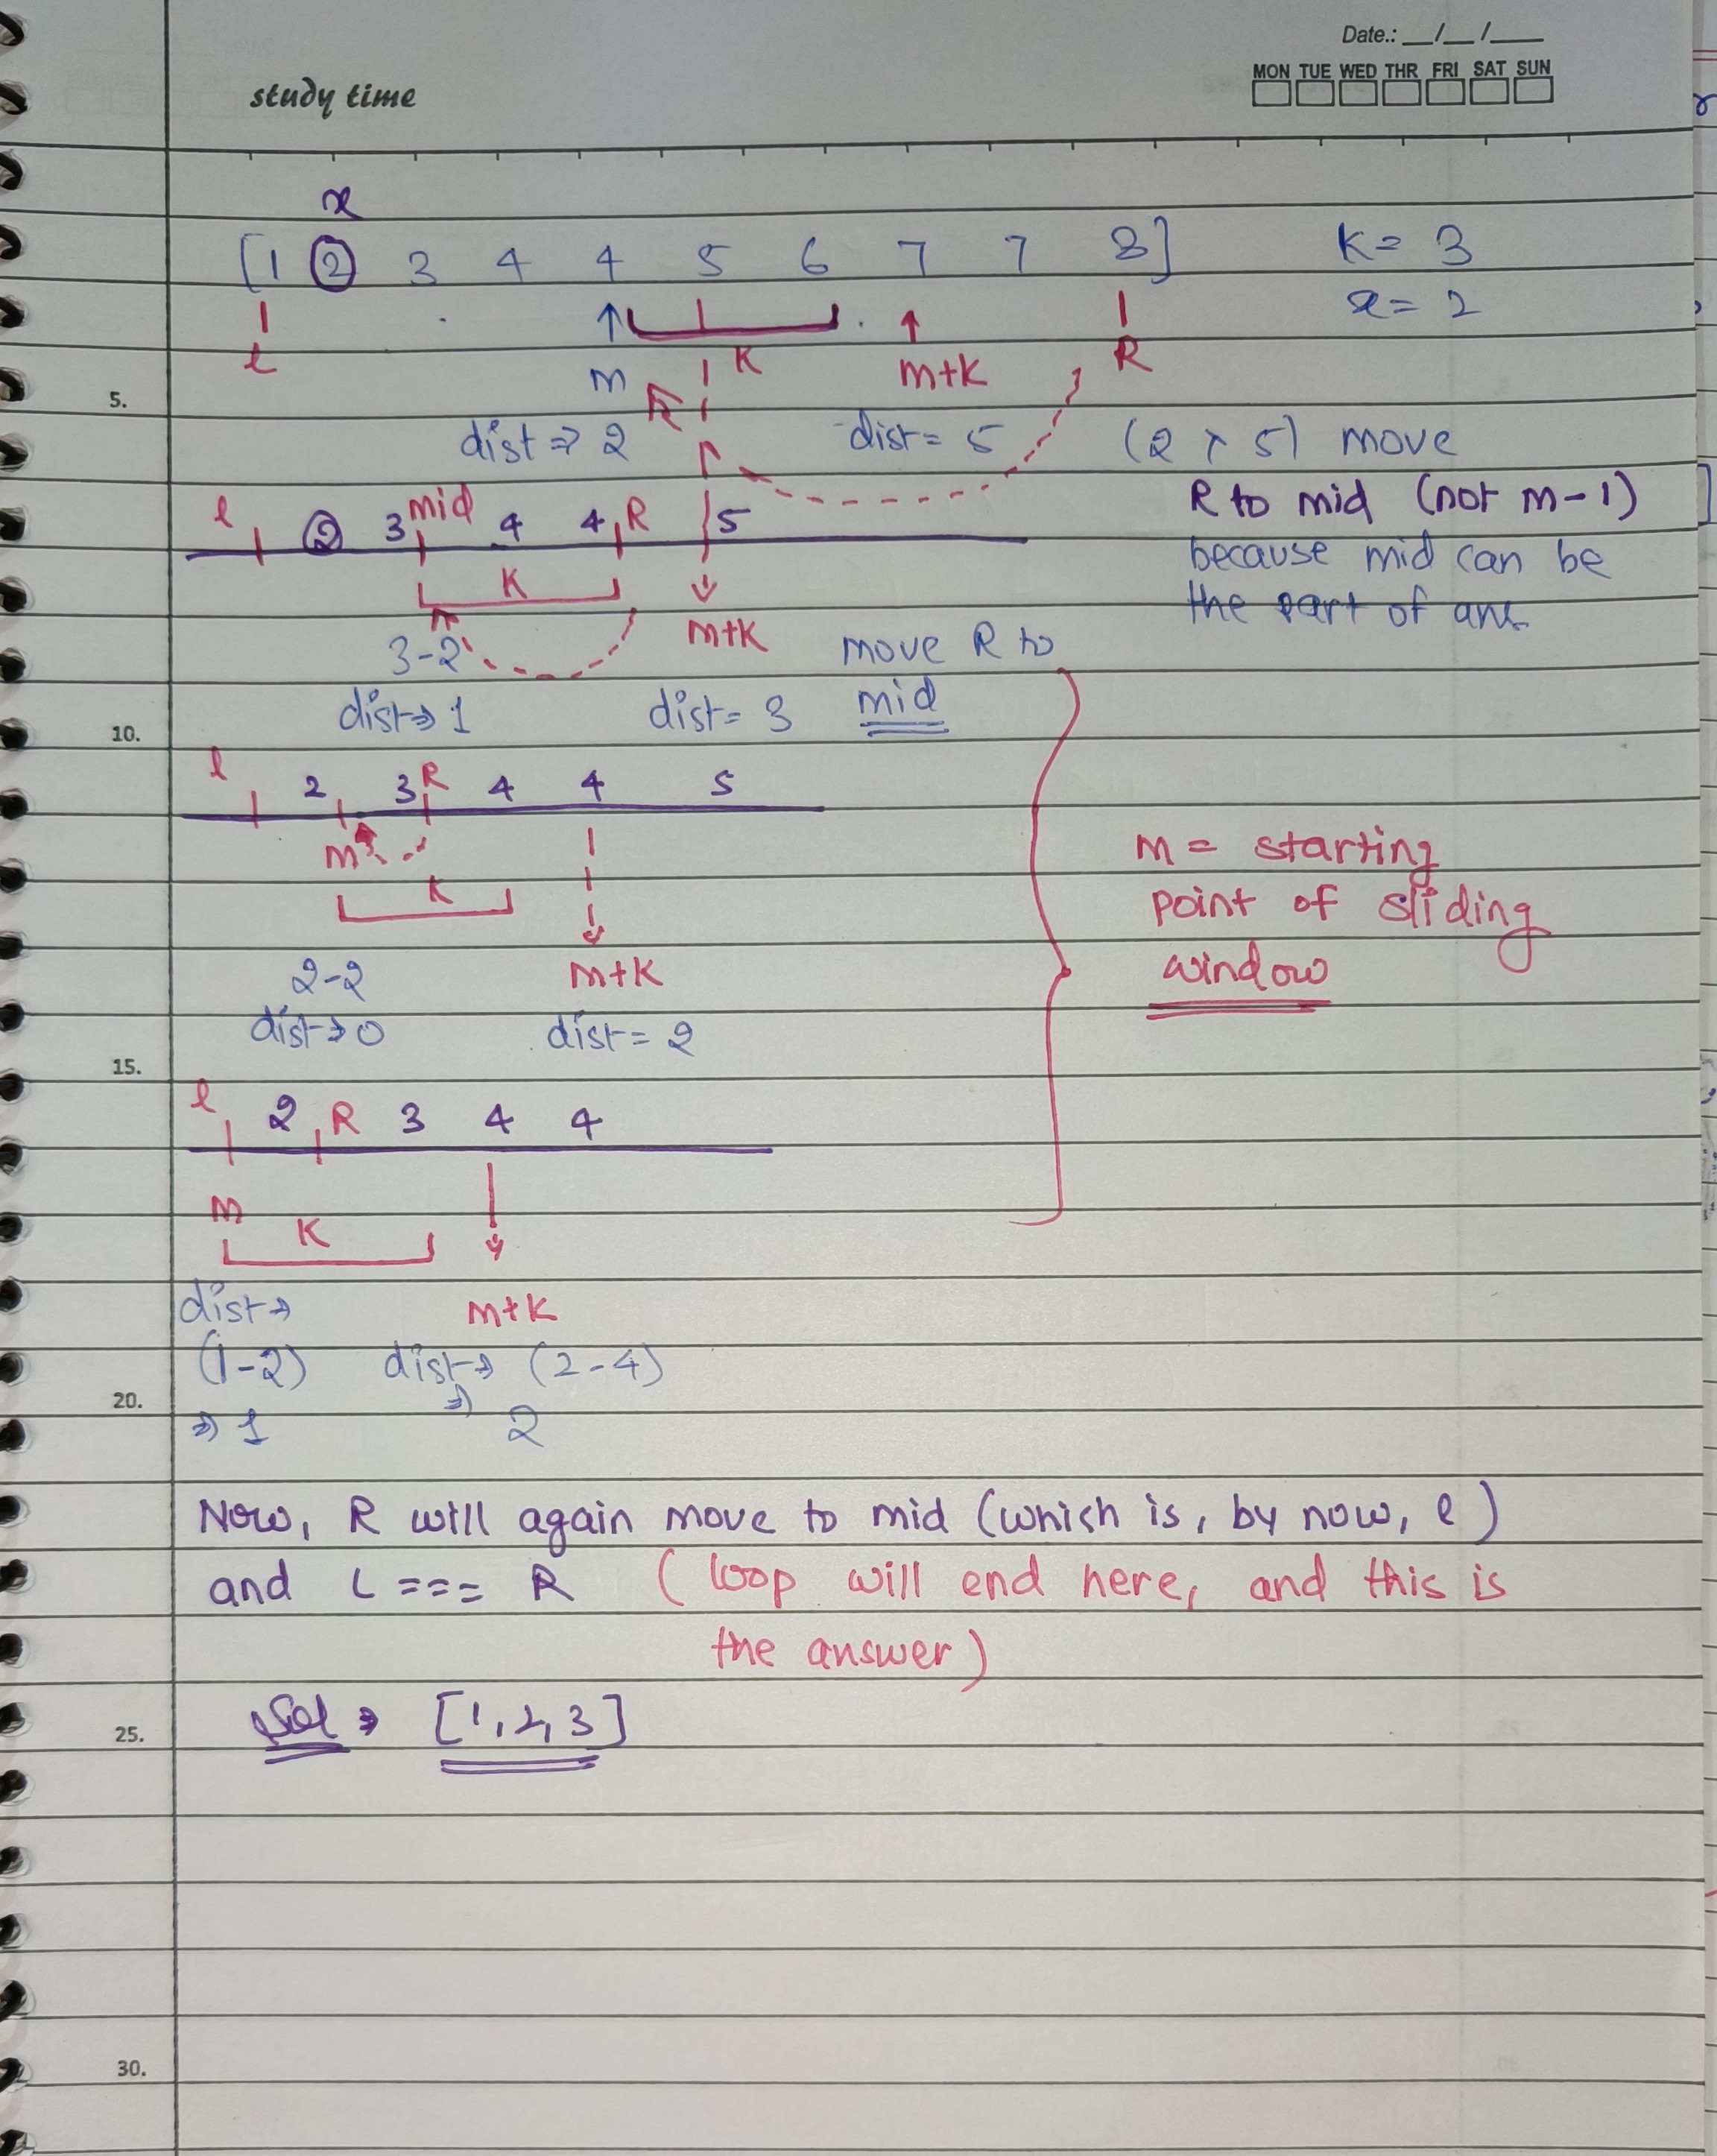 Date.: __/__/__
MON TUE WED THR FRI SAT SUN
study time
x
[1 2 3 4 4 5 6 7 7 8] K= 3
x= 2
l m K m+K R
5.
dist => 2 dist= 5 (2 > 5) move
R to mid (not m-1)
l 2 3 mid 4 4 R 5
because mid can be
K the part of ans
3-2 m+K move R to
dist => 1 dist= 3 mid
10.
l 2 3 R 4 4 5
m
K
m = starting
point of sliding
window
2-2 m+K
dist => 0 dist= 2
15.
l 2 R 3 4 4
m K
dist => m+K
(1-2) dist => (2-4)
20.
=> 1 => 2
Now, R will again move to mid (which is, by now, l)
and L === R (loop will end here, and this is
the answer)
25. Sol => [1,2,3]
30.